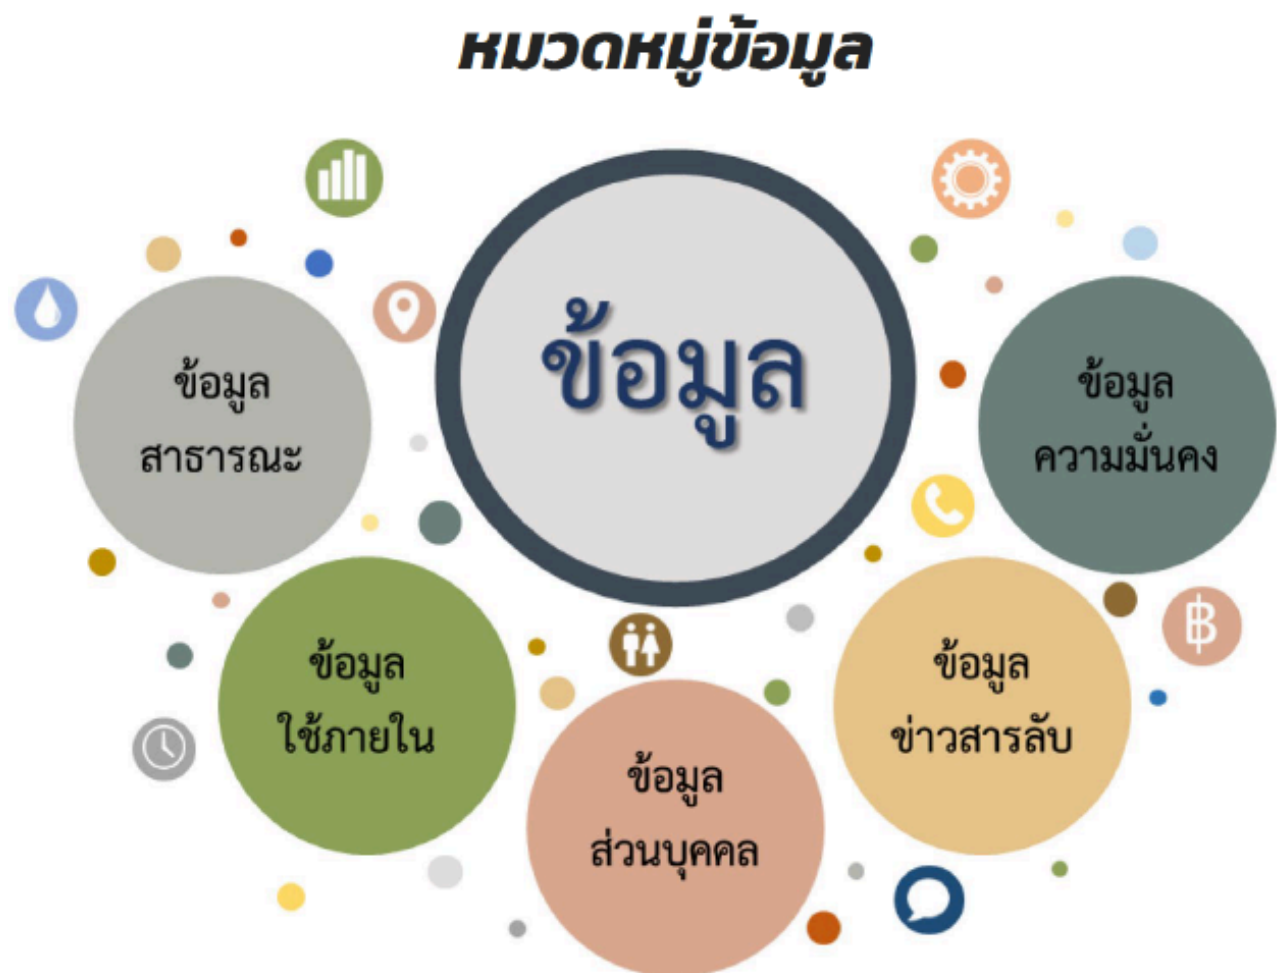 หมวดหมู่ข้อมูล
ข้อมูล
ข้อมูล
สาธารณะ
ข้อมูล
ใช้ภายใน
ข้อมูล
ส่วนบุคคล
ข้อมูล
ข่าวสารลับ
ข้อมูล
ความมั่นคง